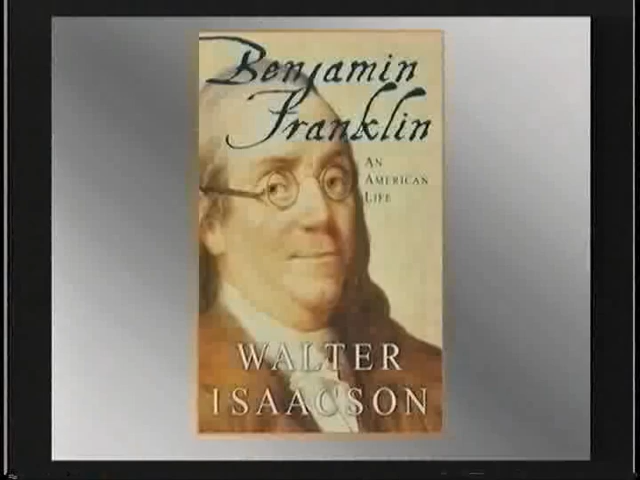 Benjamin
Franklin
AN
AMERICAN
LIFE
WALTER
ISAACSON